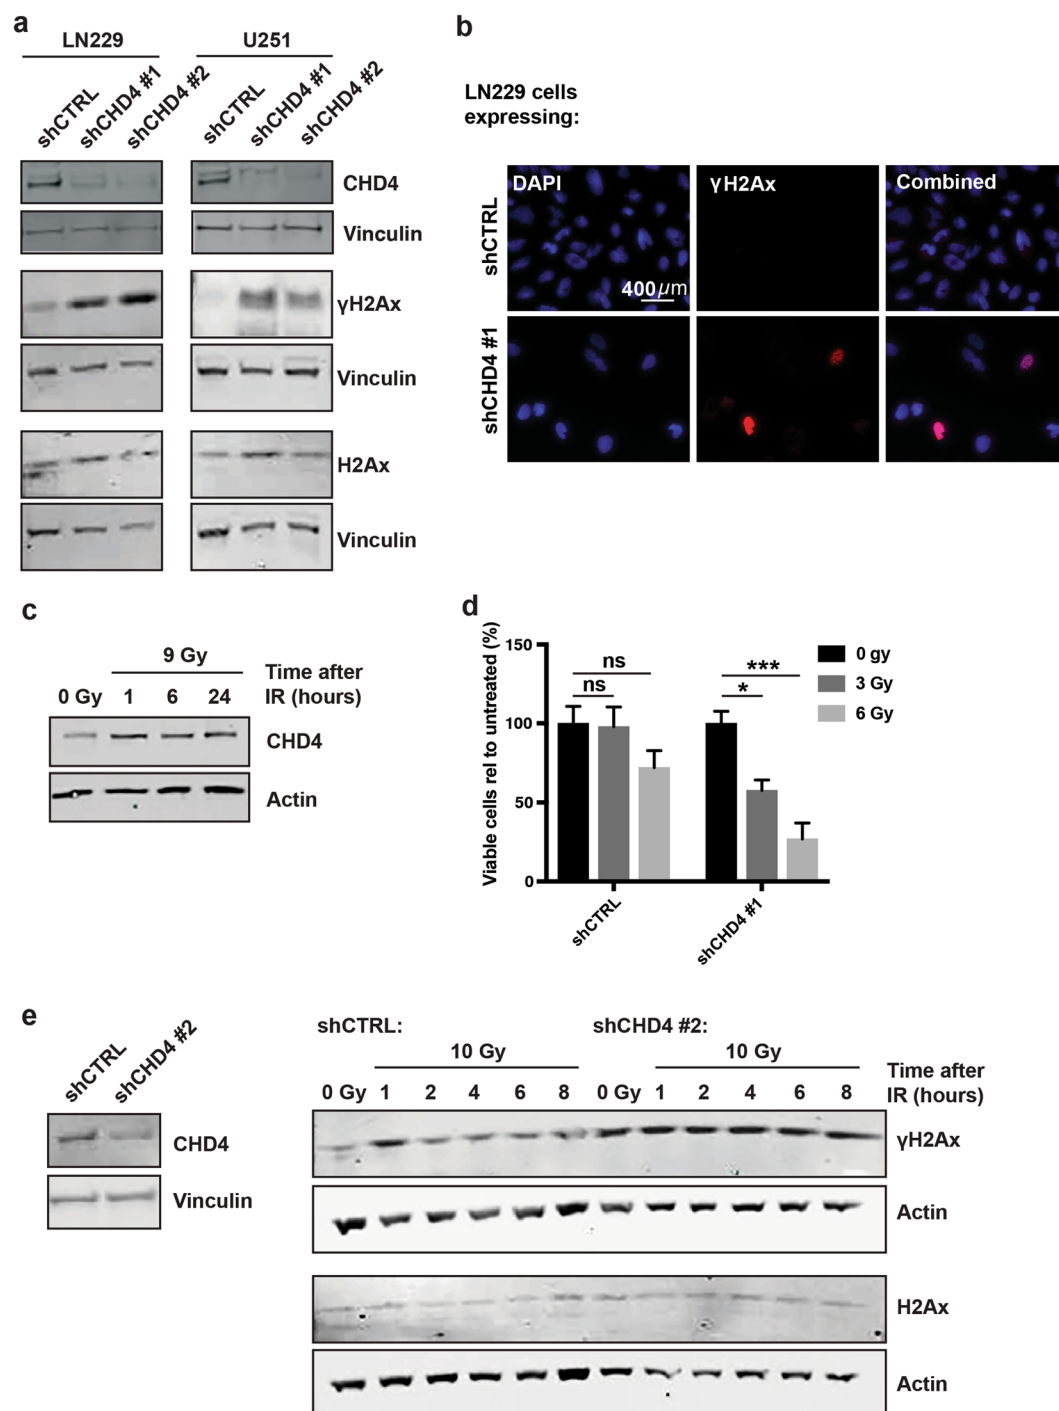 a
LN229 U251
shCTRL shCHD4 #1 shCHD4 #2 shCTRL shCHD4 #1 shCHD4 #2
CHD4
Vinculin
γH2Ax
Vinculin
H2Ax
Vinculin
b
LN229 cells
expressing:
DAPI γH2Ax Combined
shCTRL
400 μm
shCHD4 #1
c
9 Gy
Time after
0 Gy 1 6 24 IR (hours)
CHD4
Actin
d
Viable cells rel to untreated (%)
150
100
50
0
ns
ns
***
*
0 gy
3 Gy
6 Gy
shCTRL shCHD4 #1
e
shCTRL shCHD4 #2
CHD4
Vinculin
shCTRL: shCHD4 #2:
10 Gy 10 Gy
Time after
0 Gy 1 2 4 6 8 0 Gy 1 2 4 6 8 IR (hours)
γH2Ax
Actin
H2Ax
Actin